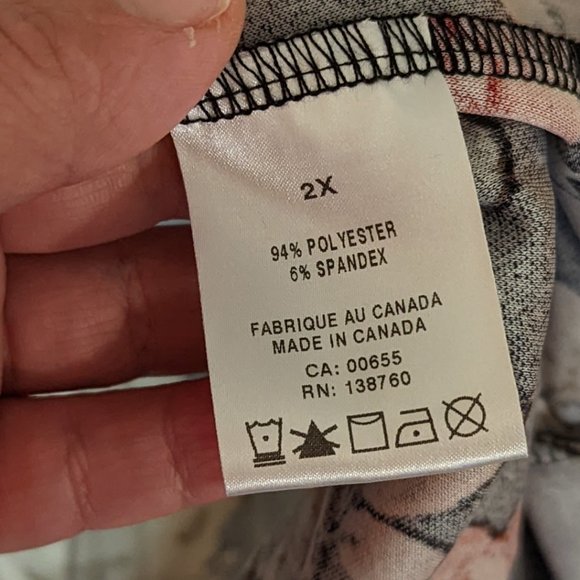 2X
94% POLYESTER
6% SPANDEX
FABRIQUE AU CANADA
MADE IN CANADA
CA: 00655
RN: 138760